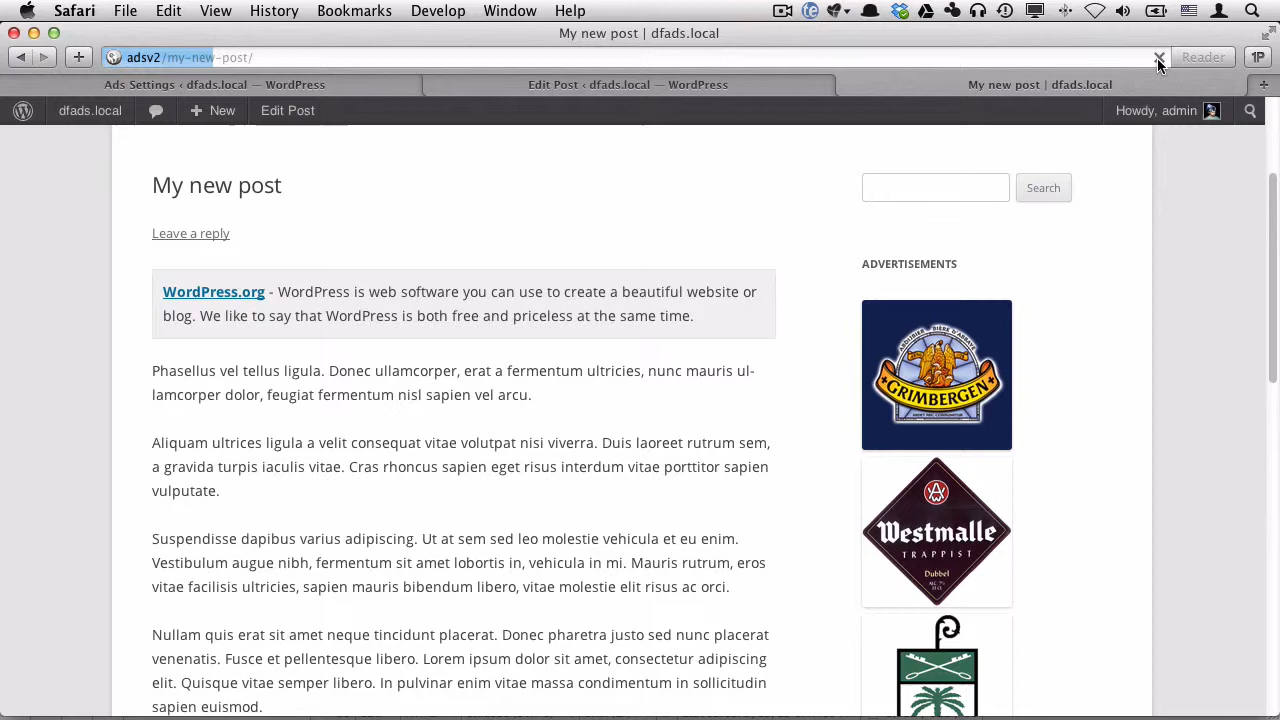 Safari File Edit View History Bookmarks Develop Window Help
My new post | dfads.local
adsv2/my-new-post/
Reader
1P
Ads Settings ‹ dfads.local — WordPress
Edit Post ‹ dfads.local — WordPress
My new post | dfads.local
dfads.local
New
Edit Post
Howdy, admin
My new post
Search
Leave a reply
ADVERTISEMENTS
WordPress.org - WordPress is web software you can use to create a beautiful website or
blog. We like to say that WordPress is both free and priceless at the same time.
Phasellus vel tellus ligula. Donec ullamcorper, erat a fermentum ultricies, nunc mauris ul-
lamcorper dolor, feugiat fermentum nisl sapien vel arcu.
Aliquam ultrices ligula a velit consequat vitae volutpat nisi viverra. Duis laoreet rutrum sem,
a gravida turpis iaculis vitae. Cras rhoncus sapien eget risus interdum vitae porttitor sapien
vulputate.
Suspendisse dapibus varius adipiscing. Ut at sem sed leo molestie vehicula et eu enim.
Vestibulum augue nibh, fermentum sit amet lobortis in, vehicula in mi. Mauris rutrum, eros
vitae facilisis ultricies, sapien mauris bibendum libero, vitae molestie elit risus ac orci.
Nullam quis erat sit amet neque tincidunt placerat. Donec pharetra justo sed nunc placerat
venenatis. Fusce at pellentesque libero. Lorem ipsum dolor sit amet, consectetur adipiscing
elit. Quisque vitae semper libero. In pulvinar enim vitae massa condimentum in sollicitudin
sapien euismod.
GRIMBERGEN
Westmalle
TRAPPIST
Dubbel